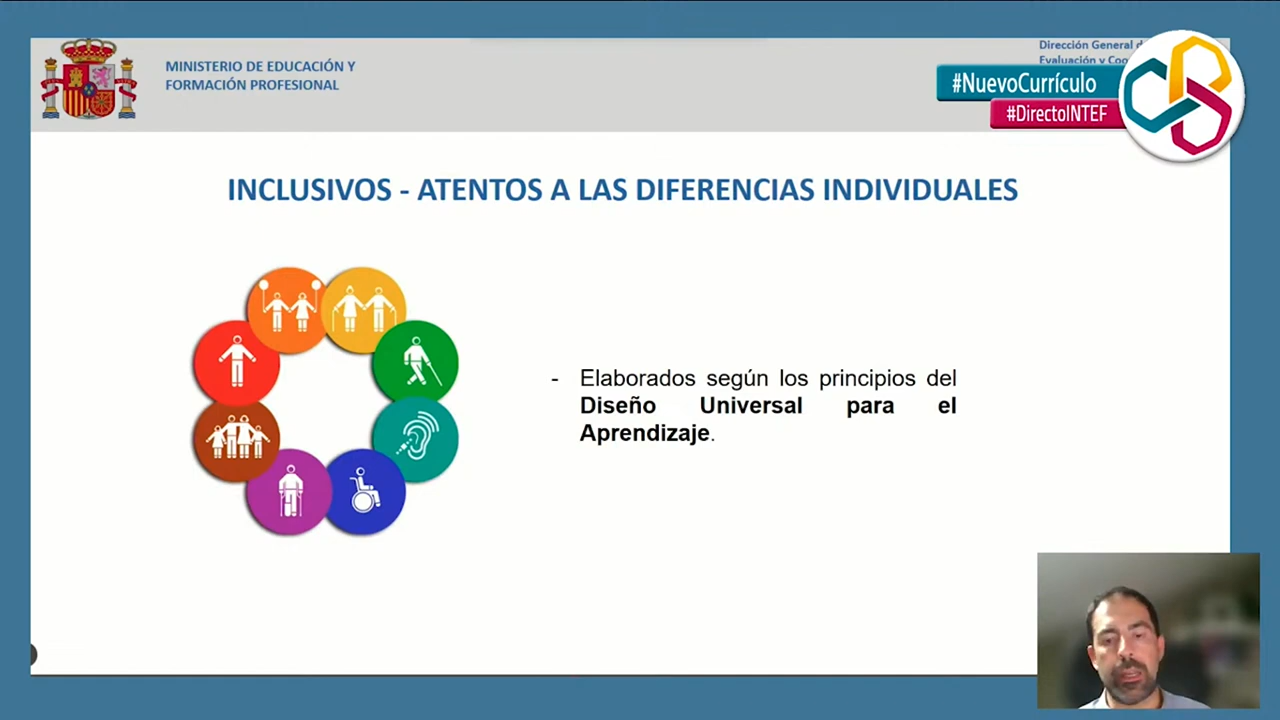 MINISTERIO DE EDUCACIÓN Y
FORMACIÓN PROFESIONAL
Dirección General
Evaluación y
#NuevoCurrículo
#DirectoINTEF
INCLUSIVOS - ATENTOS A LAS DIFERENCIAS INDIVIDUALES
- Elaborados según los principios del
Diseño Universal para el
Aprendizaje.